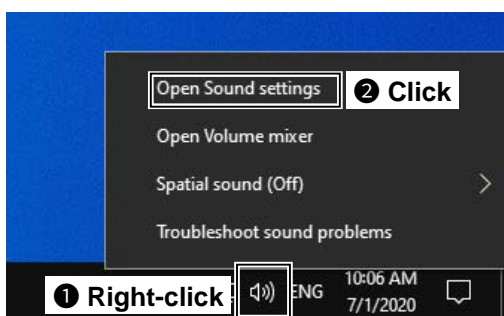 Open Sound settings
❷ Click
Open Volume mixer
Spatial sound (Off)
Troubleshoot sound problems
❶ Right-click
ENG
10:06 AM
7/1/2020